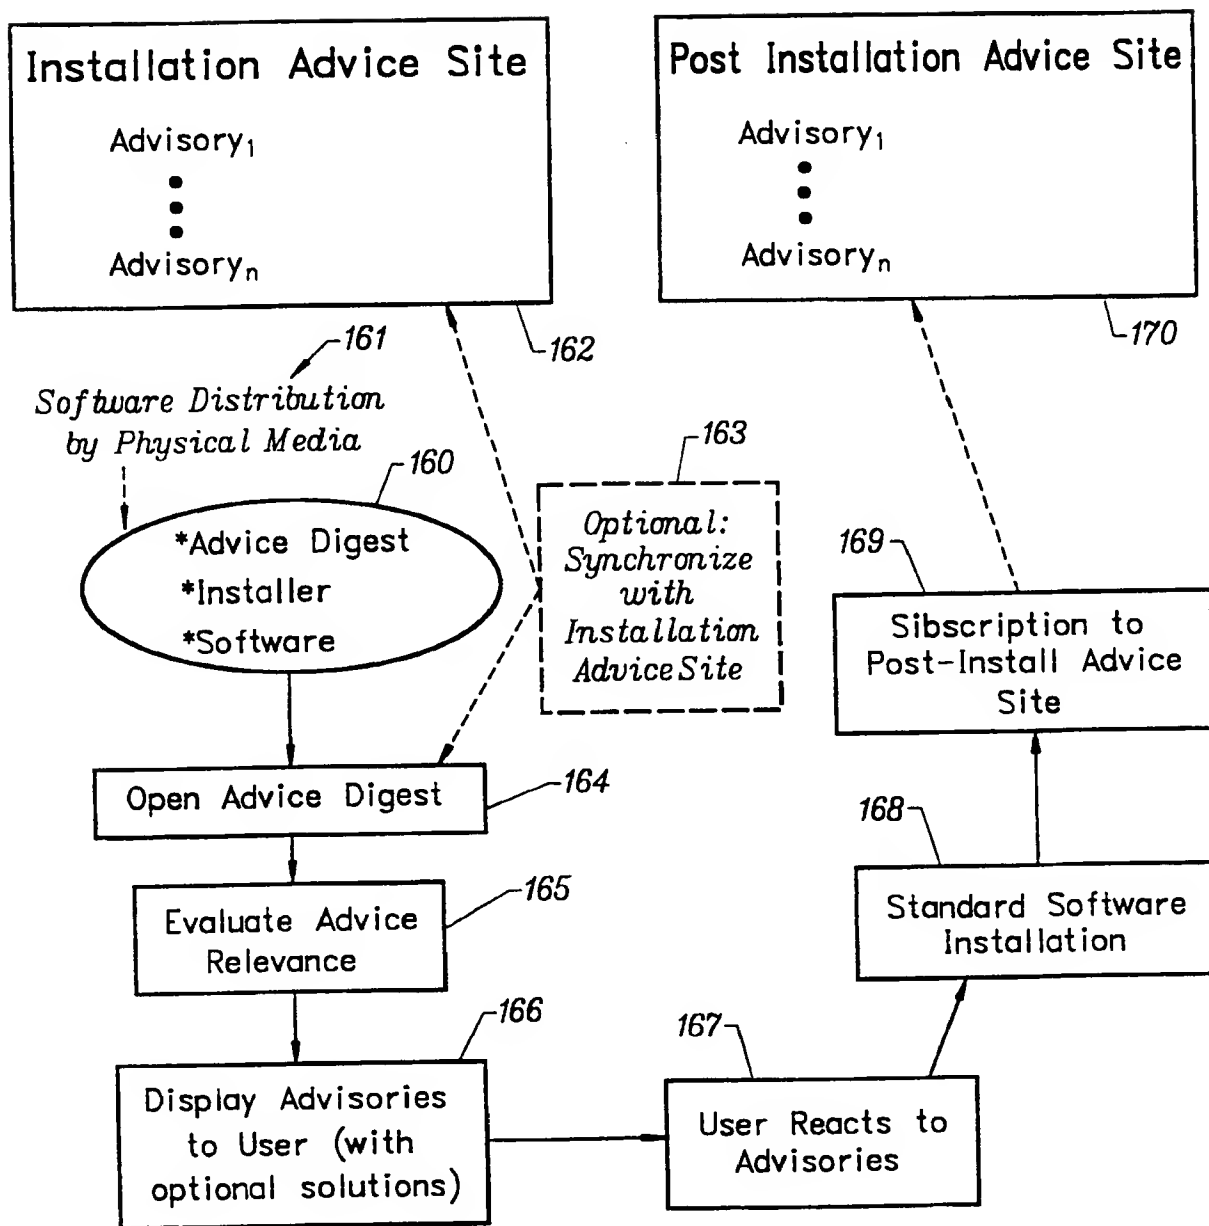 Installation Advice Site
Advisory1
Advisoryn
162
Post Installation Advice Site
Advisory1
Advisoryn
170
161
Software Distribution
by Physical Media
160
*Advice Digest
*Installer
*Software
163
Optional:
Synchronize
with
Installation
Advice Site
169
Sibscription to
Post-Install Advice
Site
Open Advice Digest
164
168
Standard Software
Installation
165
Evaluate Advice
Relevance
166
Display Advisories
to User (with
optional solutions)
167
User Reacts to
Advisories